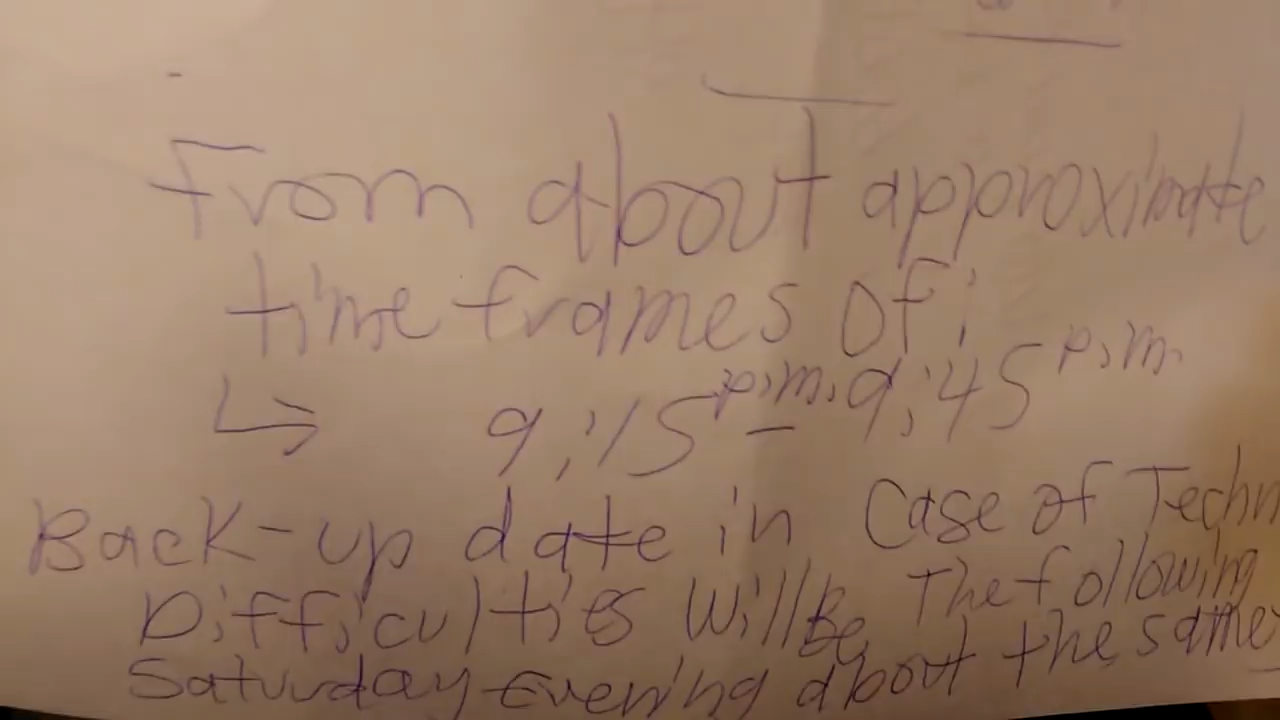 From about approximate
time frames of:
↳ 9:15 p.m. - 9:45 p.m.
Back-up date in Case of Techn
Difficulties Will Be The following
Saturday Evening about the same